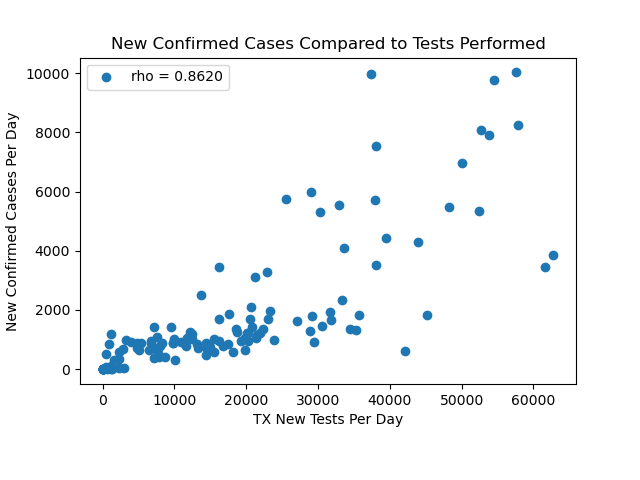 New Confirmed Cases Compared to Tests Performed
rho = 0.8620
New Confirmed Caeses Per Day
10000
8000
6000
4000
2000
0
0 10000 20000 30000 40000 50000 60000
TX New Tests Per Day